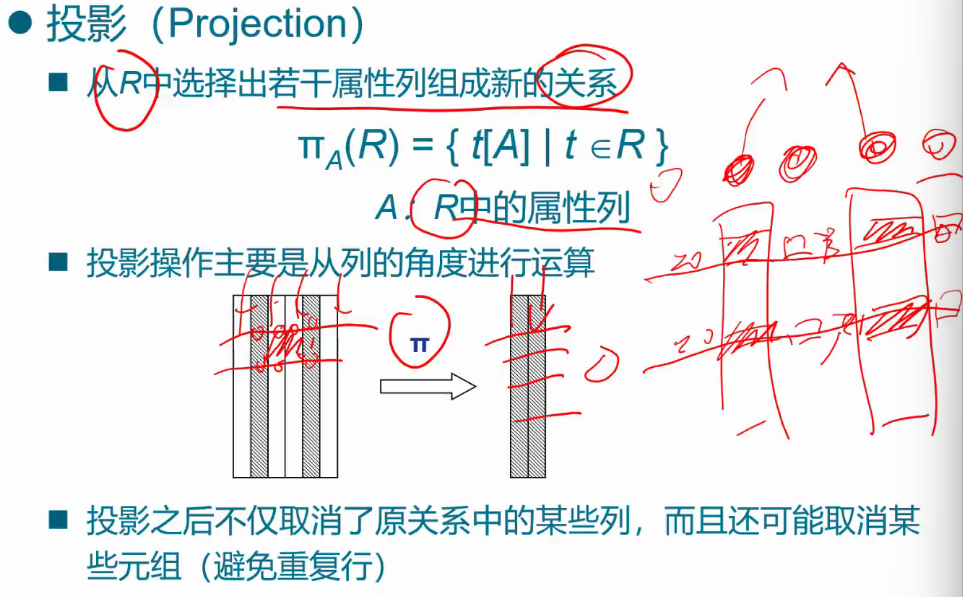 ● 投影（Projection）
■ 从R中选择出若干属性列组成新的关系
π_A(R) = { t[A] | t ∈R }
A：R中的属性列
■ 投影操作主要是从列的角度进行运算
π
■ 投影之后不仅取消了原关系中的某些列，而且还可能取消某
些元组（避免重复行）